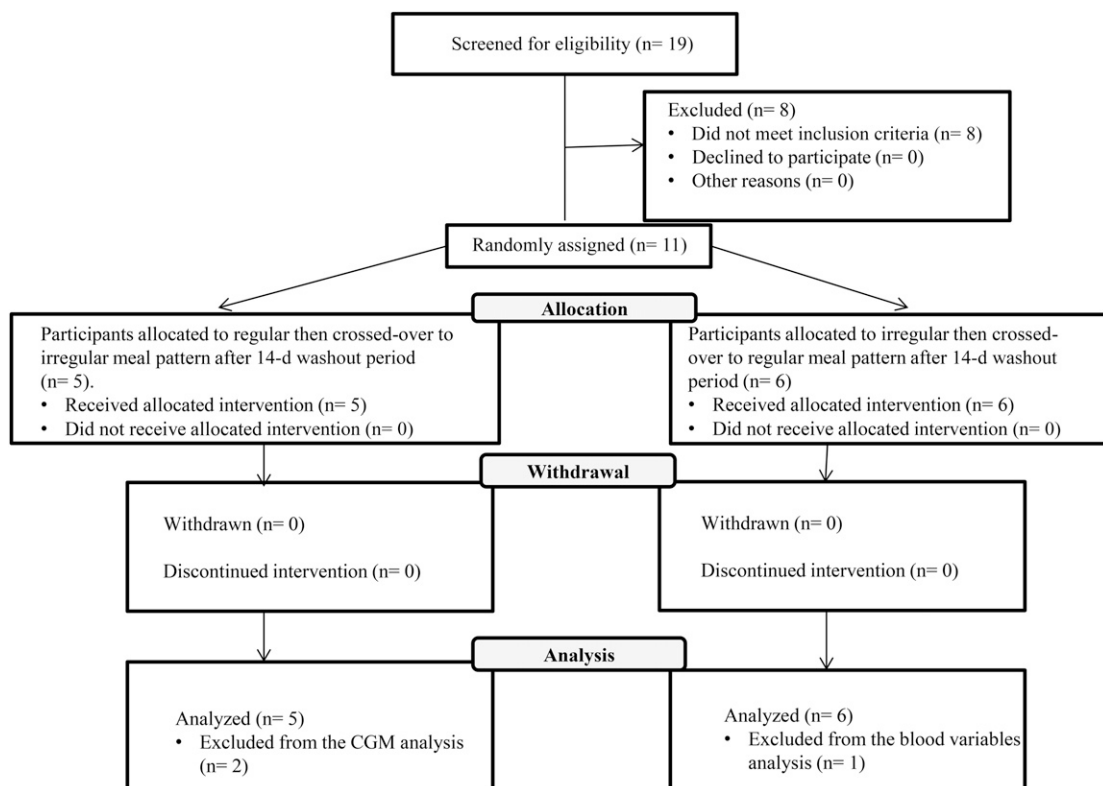 Screened for eligibility (n= 19)
Excluded (n= 8)
• Did not meet inclusion criteria (n= 8)
• Declined to participate (n= 0)
• Other reasons (n= 0)
Randomly assigned (n= 11)
Allocation
Participants allocated to regular then crossed-over to
irregular meal pattern after 14-d washout period
(n= 5).
• Received allocated intervention (n= 5)
• Did not receive allocated intervention (n= 0)
Participants allocated to irregular then crossed-
over to regular meal pattern after 14-d washout
period (n= 6)
• Received allocated intervention (n= 6)
• Did not receive allocated intervention (n= 0)
Withdrawal
Withdrawn (n= 0)
Discontinued intervention (n= 0)
Withdrawn (n= 0)
Discontinued intervention (n= 0)
Analysis
Analyzed (n= 5)
• Excluded from the CGM analysis
(n= 2)
Analyzed (n= 6)
• Excluded from the blood variables
analysis (n= 1)